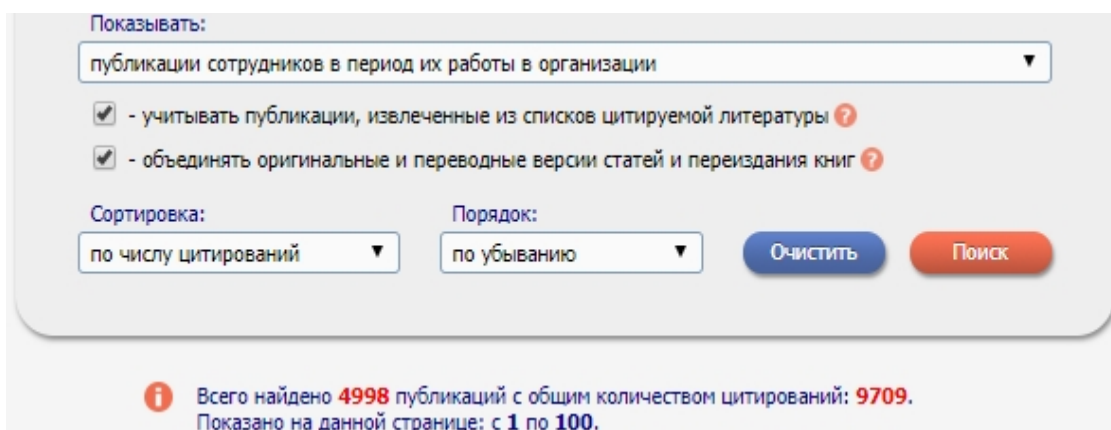 Показывать:
публикации сотрудников в период их работы в организации
- учитывать публикации, извлеченные из списков цитируемой литературы ?
- объединять оригинальные и переводные версии статей и переиздания книг ?
Сортировка: Порядок:
по числу цитирований по убыванию Очистить Поиск
Всего найдено 4998 публикаций с общим количеством цитирований: 9709.
Показано на данной странице: с 1 по 100.